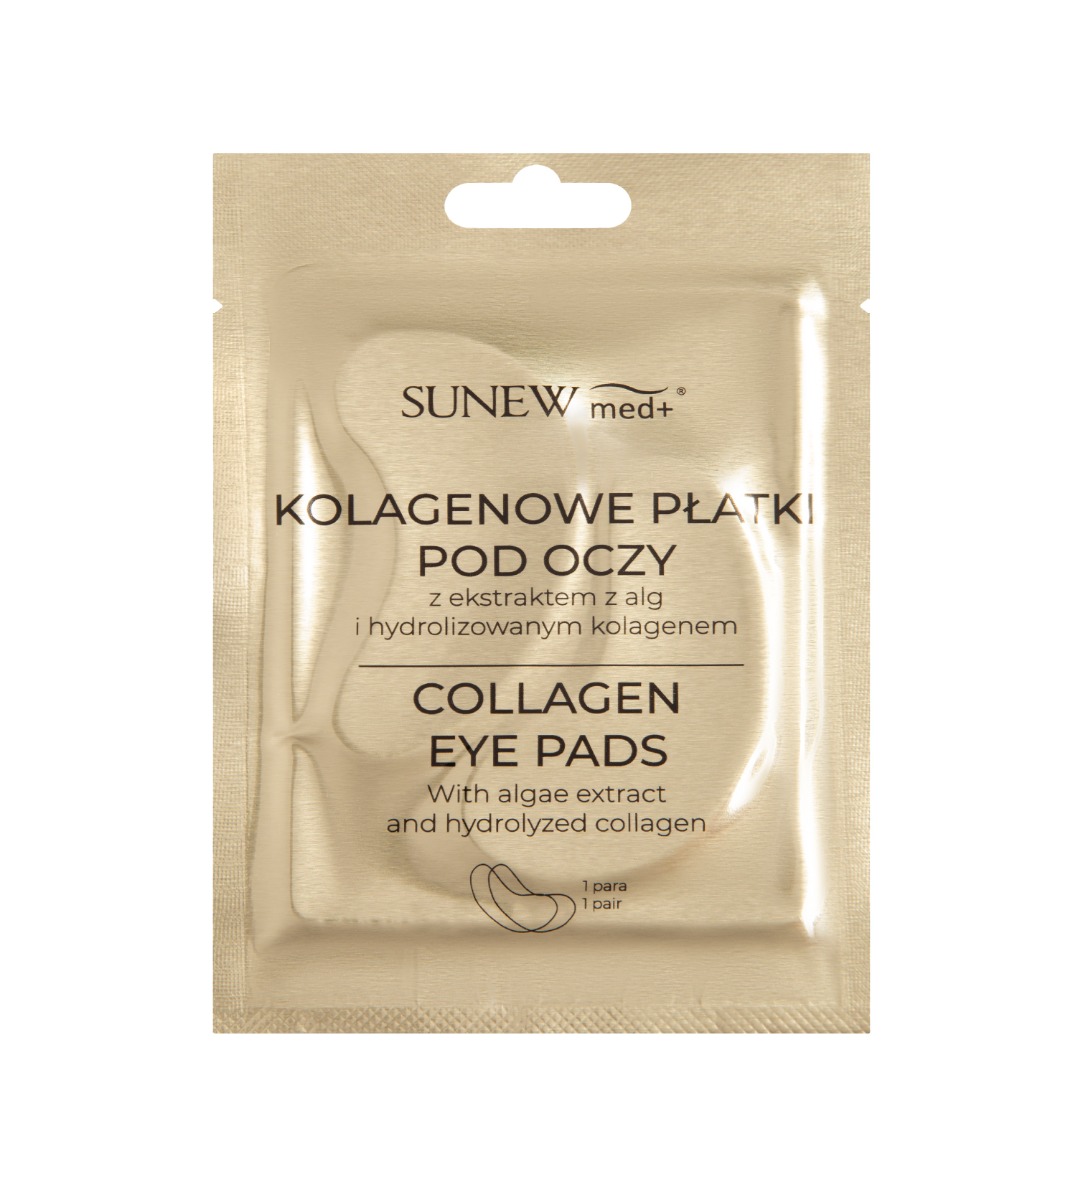 SUNEW med+®
KOLAGENOWE PŁATKI
POD OCZY
z ekstraktem z alg
i hydrolizowanym kolagenem
COLLAGEN
EYE PADS
With algae extract
and hydrolyzed collagen
1 para
1 pair